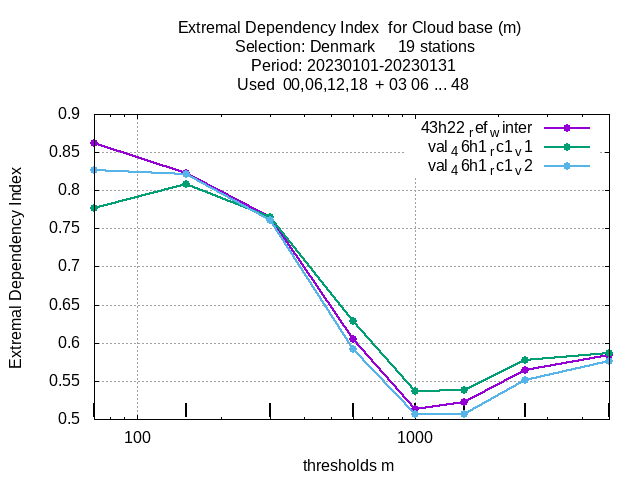 Extremal Dependency Index  for Cloud base (m)
Selection: Denmark     19 stations
Period: 20230101-20230131
Used  00,06,12,18  + 03 06 ... 48
43h22 ref winter
val 46h1 rc1 v1
val 46h1 rc1 v2
0.9
0.85
0.8
0.75
0.7
0.65
0.6
0.55
0.5
Extremal Dependency Index
100
1000
thresholds m